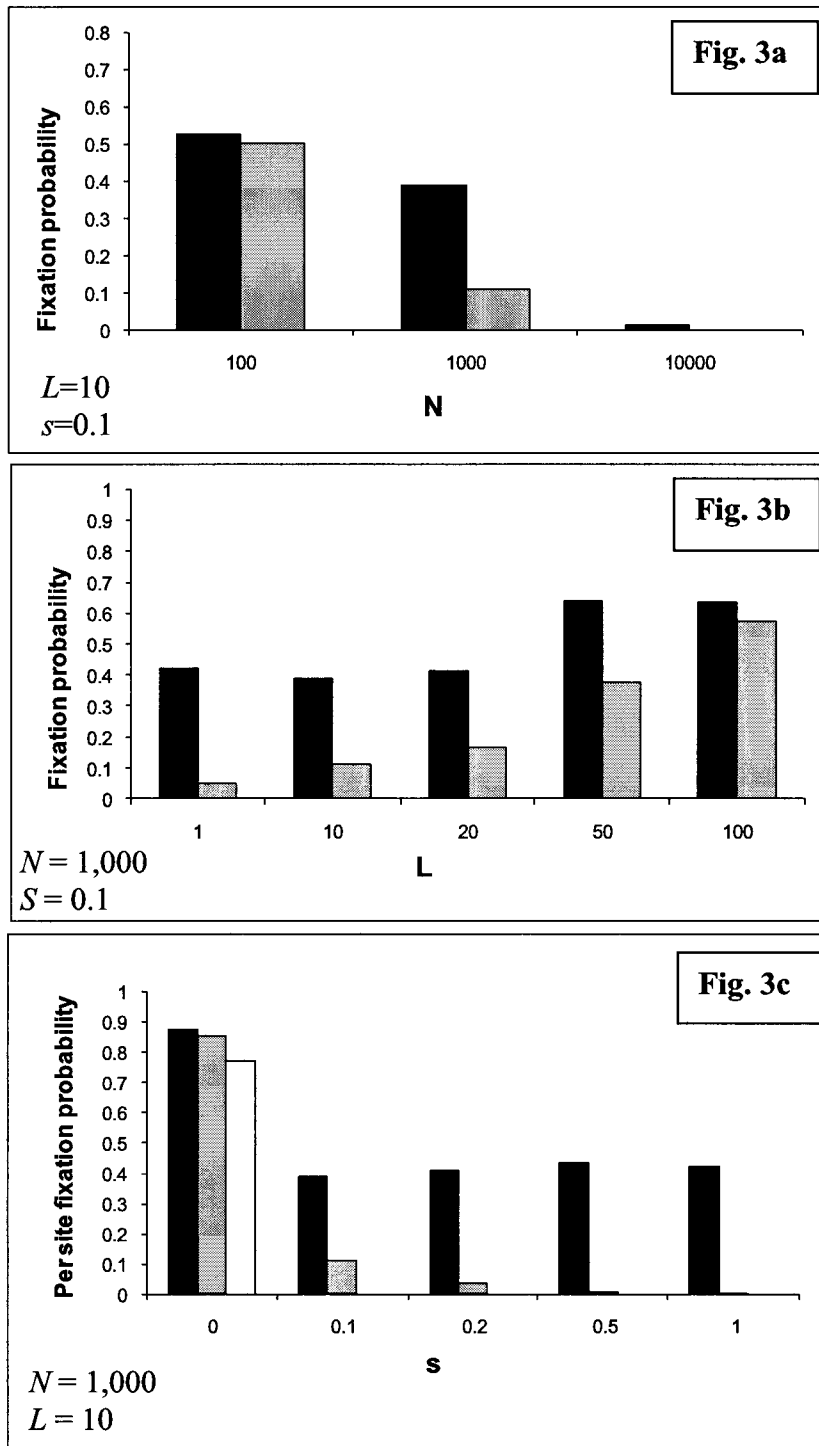 Fig. 3a
Fixation probability
0.8
0.7
0.6
0.5
0.4
0.3
0.2
0.1
0
100 1000 10000
N
L=10
s=0.1
Fig. 3b
Fixation probability
1
0.9
0.8
0.7
0.6
0.5
0.4
0.3
0.2
0.1
0
1 10 20 50 100
L
N = 1,000
S = 0.1
Fig. 3c
Per site fixation probability
1
0.9
0.8
0.7
0.6
0.5
0.4
0.3
0.2
0.1
0
0 0.1 0.2 0.5 1
s
N = 1,000
L = 10